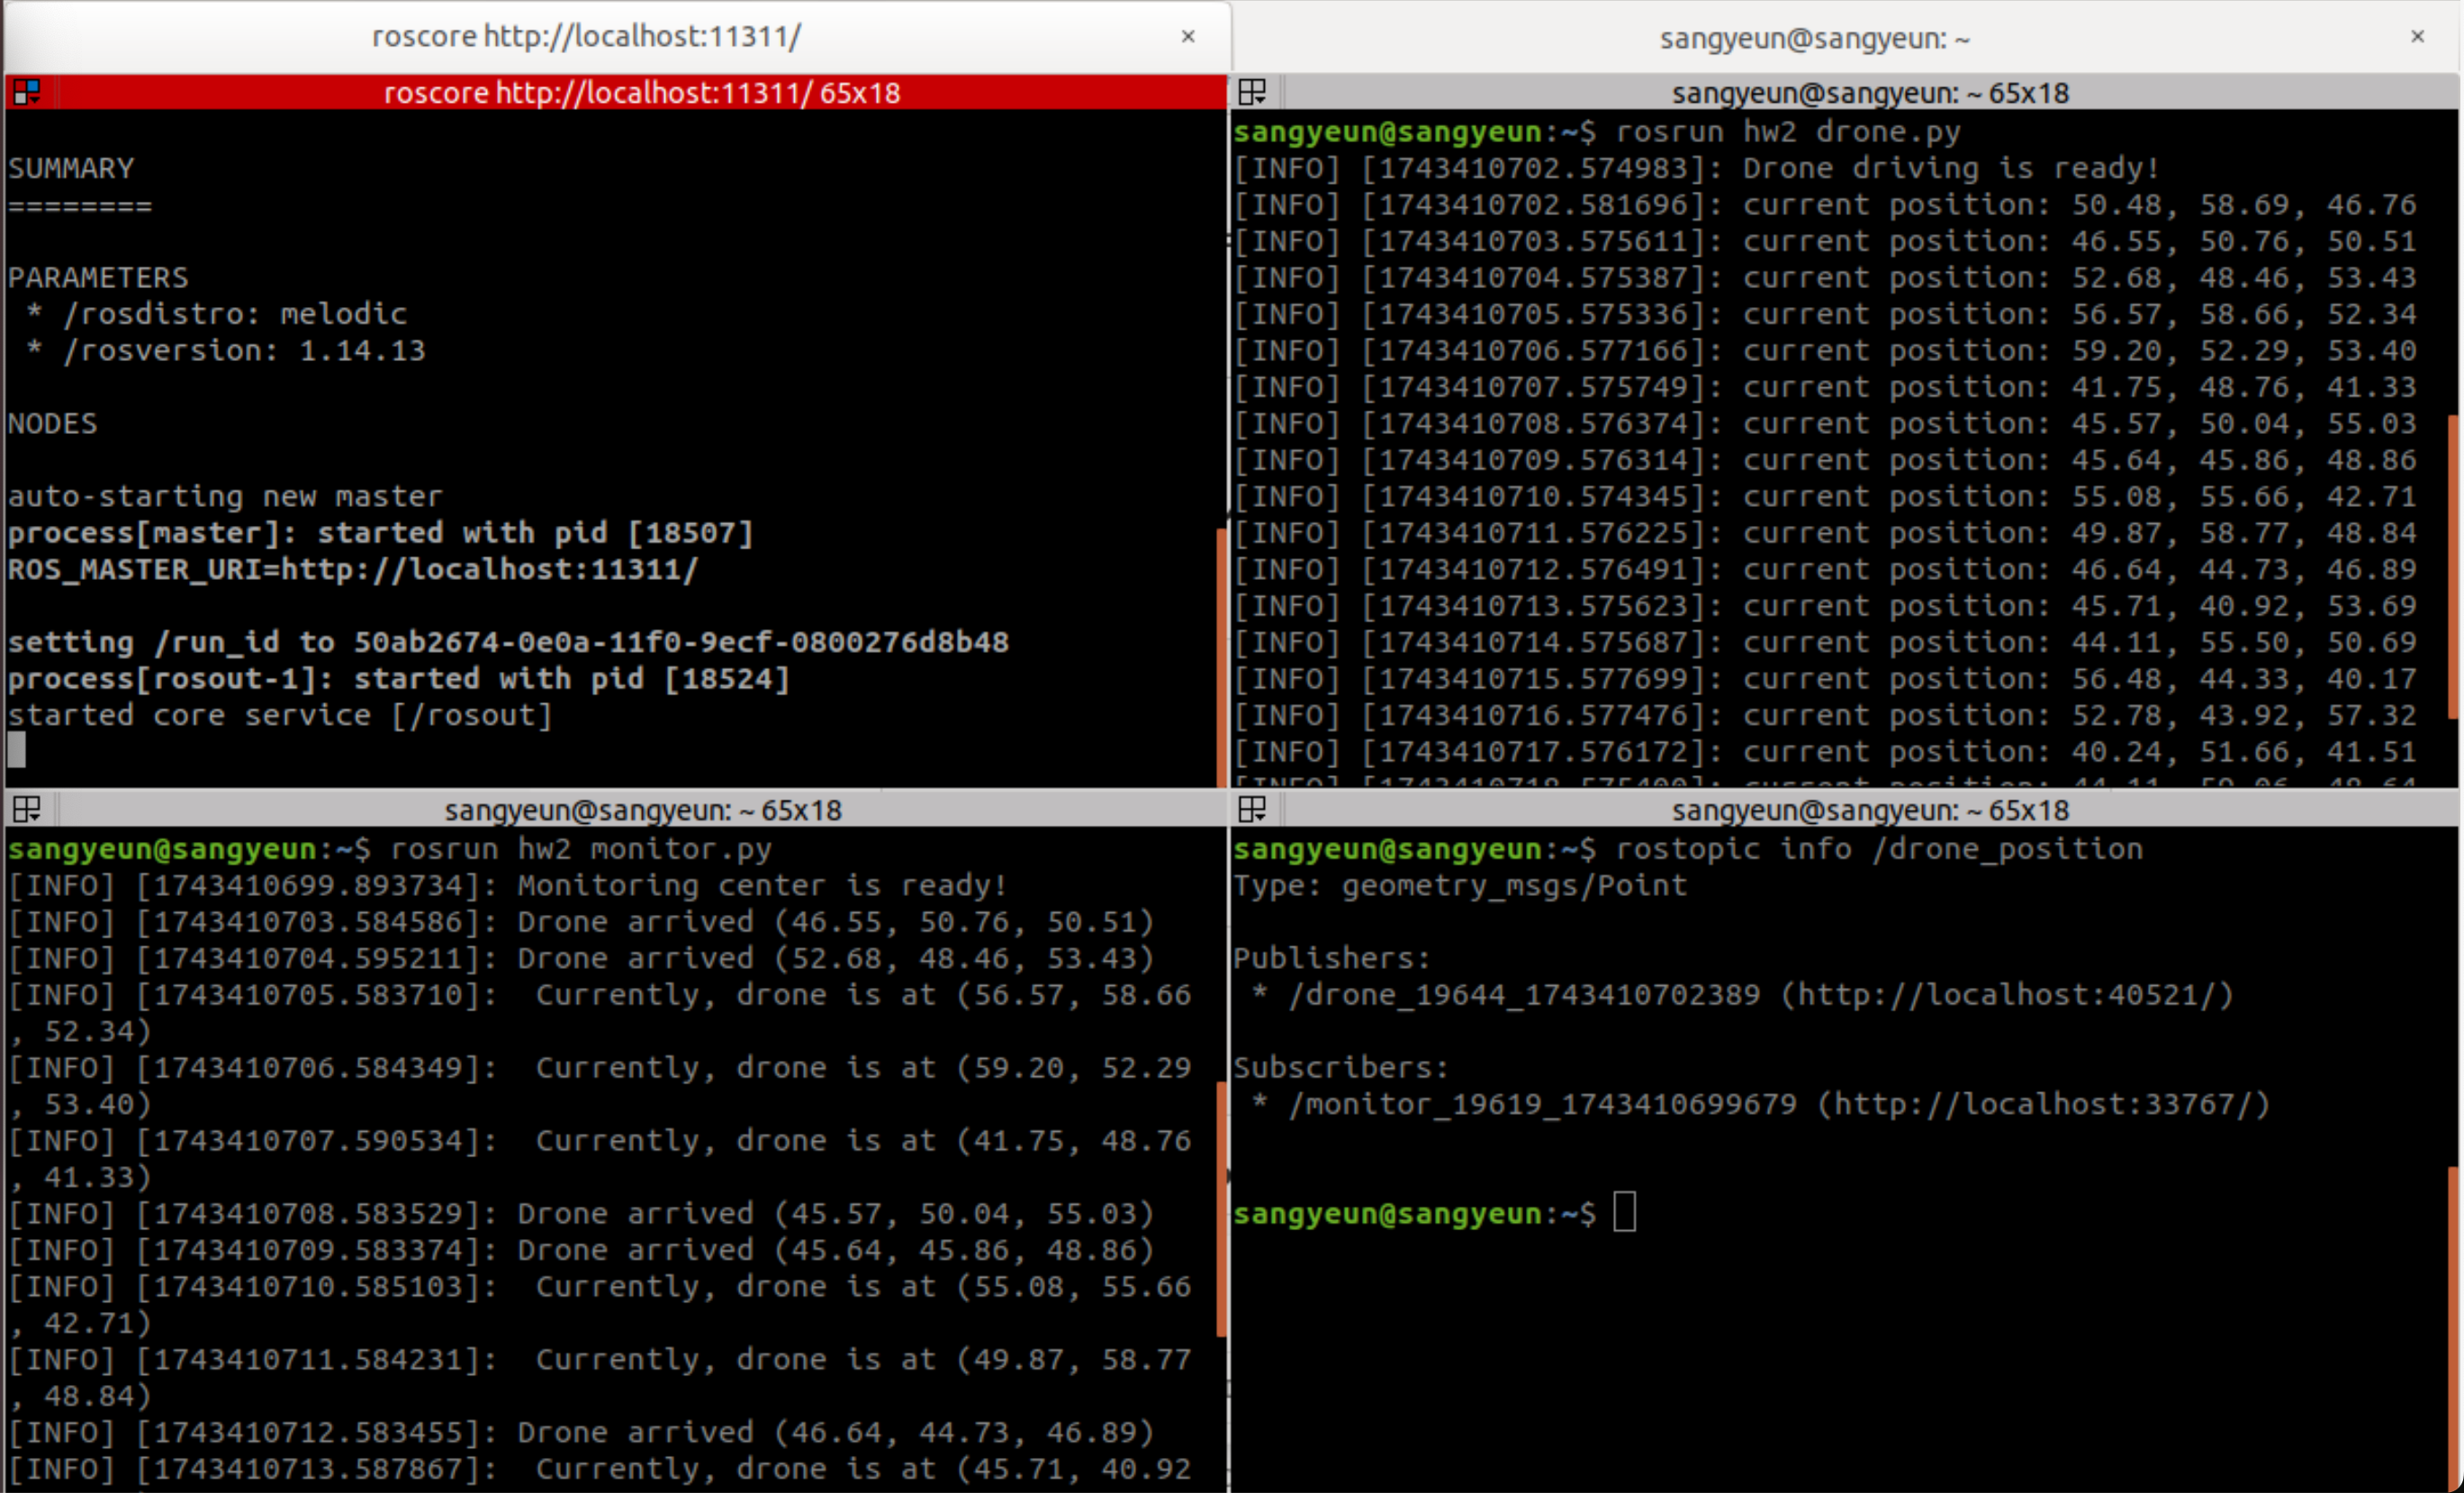 roscore http://localhost:11311/
×
sangyeun@sangyeun: ~
×
roscore http://localhost:11311/ 65x18
SUMMARY
========
PARAMETERS
* /rosdistro: melodic
* /rosversion: 1.14.13
NODES
auto-starting new master
process[master]: started with pid [18507]
ROS_MASTER_URI=http://localhost:11311/
setting /run_id to 50ab2674-0e0a-11f0-9ecf-0800276d8b48
process[rosout-1]: started with pid [18524]
started core service [/rosout]
sangyeun@sangyeun: ~ 65x18
sangyeun@sangyeun:~$ rosrun hw2 drone.py
[INFO] [1743410702.574983]: Drone driving is ready!
[INFO] [1743410702.581696]: current position: 50.48, 58.69, 46.76
[INFO] [1743410703.575611]: current position: 46.55, 50.76, 50.51
[INFO] [1743410704.575387]: current position: 52.68, 48.46, 53.43
[INFO] [1743410705.575336]: current position: 56.57, 58.66, 52.34
[INFO] [1743410706.577166]: current position: 59.20, 52.29, 53.40
[INFO] [1743410707.575749]: current position: 41.75, 48.76, 41.33
[INFO] [1743410708.576374]: current position: 45.57, 50.04, 55.03
[INFO] [1743410709.576314]: current position: 45.64, 45.86, 48.86
[INFO] [1743410710.574345]: current position: 55.08, 55.66, 42.71
[INFO] [1743410711.576225]: current position: 49.87, 58.77, 48.84
[INFO] [1743410712.576491]: current position: 46.64, 44.73, 46.89
[INFO] [1743410713.575623]: current position: 45.71, 40.92, 53.69
[INFO] [1743410714.575687]: current position: 44.11, 55.50, 50.69
[INFO] [1743410715.577699]: current position: 56.48, 44.33, 40.17
[INFO] [1743410716.577476]: current position: 52.78, 43.92, 57.32
[INFO] [1743410717.576172]: current position: 40.24, 51.66, 41.51
sangyeun@sangyeun: ~ 65x18
sangyeun@sangyeun:~$ rosrun hw2 monitor.py
[INFO] [1743410699.893734]: Monitoring center is ready!
[INFO] [1743410703.584586]: Drone arrived (46.55, 50.76, 50.51)
[INFO] [1743410704.595211]: Drone arrived (52.68, 48.46, 53.43)
[INFO] [1743410705.583710]:  Currently, drone is at (56.57, 58.66
, 52.34)
[INFO] [1743410706.584349]:  Currently, drone is at (59.20, 52.29
, 53.40)
[INFO] [1743410707.590534]:  Currently, drone is at (41.75, 48.76
, 41.33)
[INFO] [1743410708.583529]: Drone arrived (45.57, 50.04, 55.03)
[INFO] [1743410709.583374]: Drone arrived (45.64, 45.86, 48.86)
[INFO] [1743410710.585103]:  Currently, drone is at (55.08, 55.66
, 42.71)
[INFO] [1743410711.584231]:  Currently, drone is at (49.87, 58.77
, 48.84)
[INFO] [1743410712.583455]: Drone arrived (46.64, 44.73, 46.89)
[INFO] [1743410713.587867]:  Currently, drone is at (45.71, 40.92
sangyeun@sangyeun: ~ 65x18
sangyeun@sangyeun:~$ rostopic info /drone_position
Type: geometry_msgs/Point
Publishers:
* /drone_19644_1743410702389 (http://localhost:40521/)
Subscribers:
* /monitor_19619_1743410699679 (http://localhost:33767/)
sangyeun@sangyeun:~$